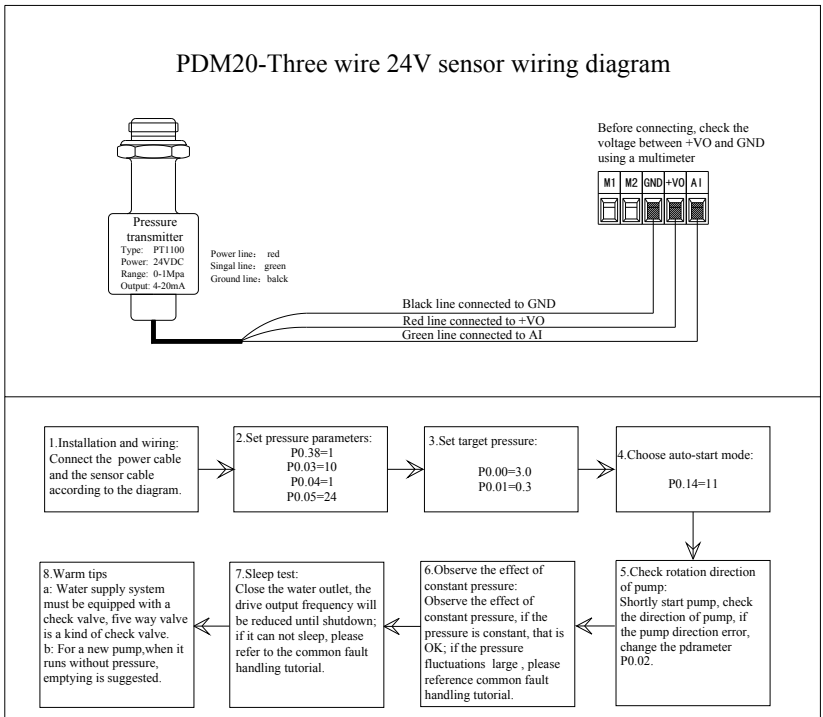 PDM20-Three wire 24V sensor wiring diagram
Before connecting, check the
voltage between +VO and GND
using a multimeter
M1 M2 GND +VO AI
Pressure
transmitter
Type: PT1100
Power: 24VDC
Range: 0-1Mpa
Output: 4-20mA
Power line: red
Singal line: green
Ground line: balck
Black line connected to GND
Red line connected to +VO
Green line connected to AI
1.Installation and wiring:
Connect the power cable
and the sensor cable
according to the diagram.
2.Set pressure parameters:
P0.38=1
P0.03=10
P0.04=1
P0.05=24
3.Set target pressure:
P0.00=3.0
P0.01=0.3
4.Choose auto-start mode:
P0.14=11
5.Check rotation direction
of pump:
Shortly start pump, check
the direction of pump, if
the pump direction error,
change the pdrameter
P0.02.
6.Observe the effect of
constant pressure:
Observe the effect of
constant pressure, if the
pressure is constant, that is
OK; if the pressure
fluctuations large , please
reference common fault
handling tutorial.
7.Sleep test:
Close the water outlet, the
drive output frequency will
be reduced until shutdown;
if it can not sleep, please
refer to the common fault
handling tutorial.
8.Warm tips
a: Water supply system
must be equipped with a
check valve, five way valve
is a kind of check valve.
b: For a new pump,when it
runs without pressure,
emptying is suggested.